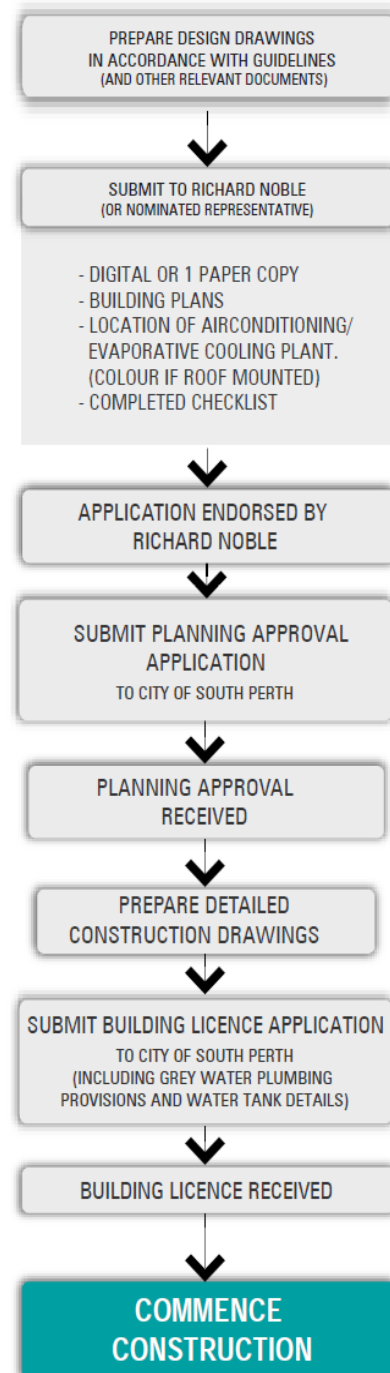 PREPARE DESIGN DRAWINGS
IN ACCORDANCE WITH GUIDELINES
(AND OTHER RELEVANT DOCUMENTS)
SUBMIT TO RICHARD NOBLE
(OR NOMINATED REPRESENTATIVE)
- DIGITAL OR 1 PAPER COPY
- BUILDING PLANS
- LOCATION OF AIRCONDITIONING/
EVAPORATIVE COOLING PLANT.
(COLOUR IF ROOF MOUNTED)
- COMPLETED CHECKLIST
APPLICATION ENDORSED BY
RICHARD NOBLE
SUBMIT PLANNING APPROVAL
APPLICATION
TO CITY OF SOUTH PERTH
PLANNING APPROVAL
RECEIVED
PREPARE DETAILED
CONSTRUCTION DRAWINGS
SUBMIT BUILDING LICENCE APPLICATION
TO CITY OF SOUTH PERTH
(INCLUDING GREY WATER PLUMBING
PROVISIONS AND WATER TANK DETAILS)
BUILDING LICENCE RECEIVED
COMMENCE
CONSTRUCTION